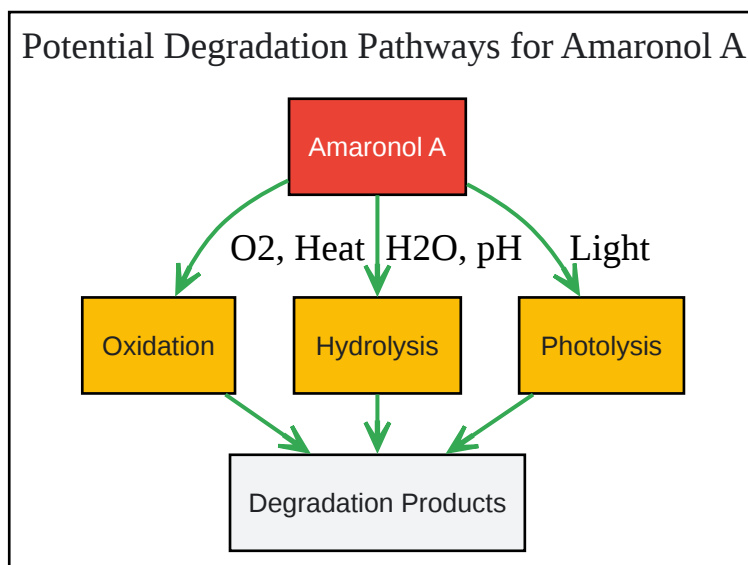 Potential Degradation Pathways for Amaronol A
Amaronol A
O2, Heat
H2O, pH
Light
Oxidation
Hydrolysis
Photolysis
Degradation Products